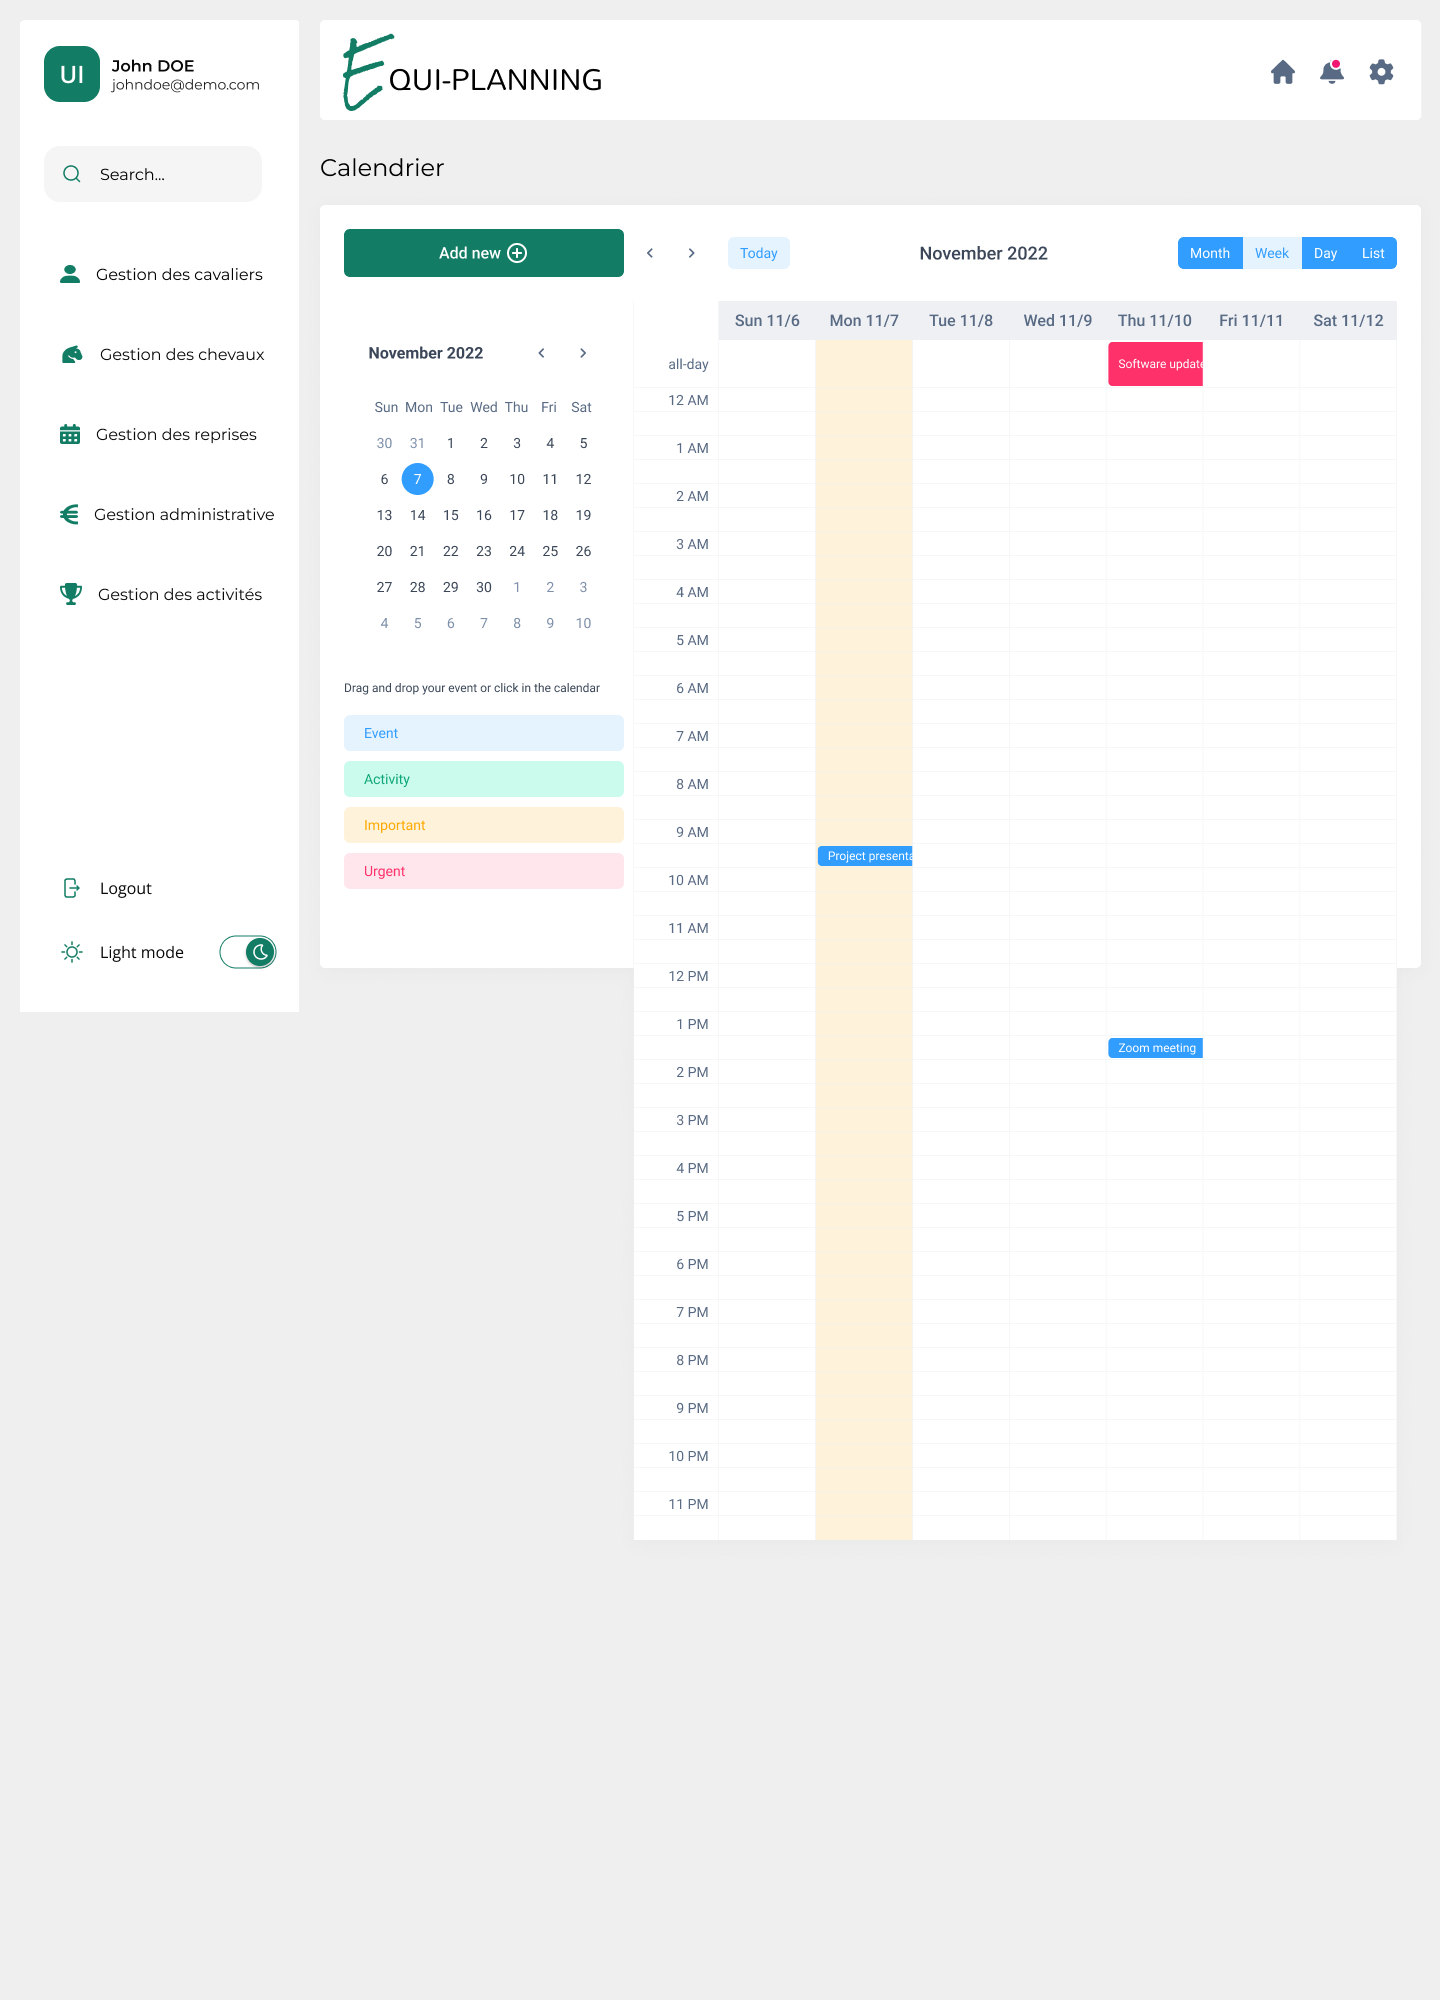 UI
John DOE
johndoe@demo.com
Search...
Gestion des cavaliers
Gestion des chevaux
Gestion des reprises
Gestion administrative
Gestion des activités
Logout
Light mode
EQUI-PLANNING
Calendrier
Add new
November 2022
Sun Mon Tue Wed Thu Fri Sat
30 31 1 2 3 4 5
6 7 8 9 10 11 12
13 14 15 16 17 18 19
20 21 22 23 24 25 26
27 28 29 30 1 2 3
4 5 6 7 8 9 10
Drag and drop your event or click in the calendar
Event
Activity
Important
Urgent
Today November 2022 Month Week Day List
Sun 11/6 Mon 11/7 Tue 11/8 Wed 11/9 Thu 11/10 Fri 11/11 Sat 11/12
all-day Software update
12 AM
1 AM
2 AM
3 AM
4 AM
5 AM
6 AM
7 AM
8 AM
9 AM
Project presenta
10 AM
11 AM
12 PM
1 PM
Zoom meeting
2 PM
3 PM
4 PM
5 PM
6 PM
7 PM
8 PM
9 PM
10 PM
11 PM